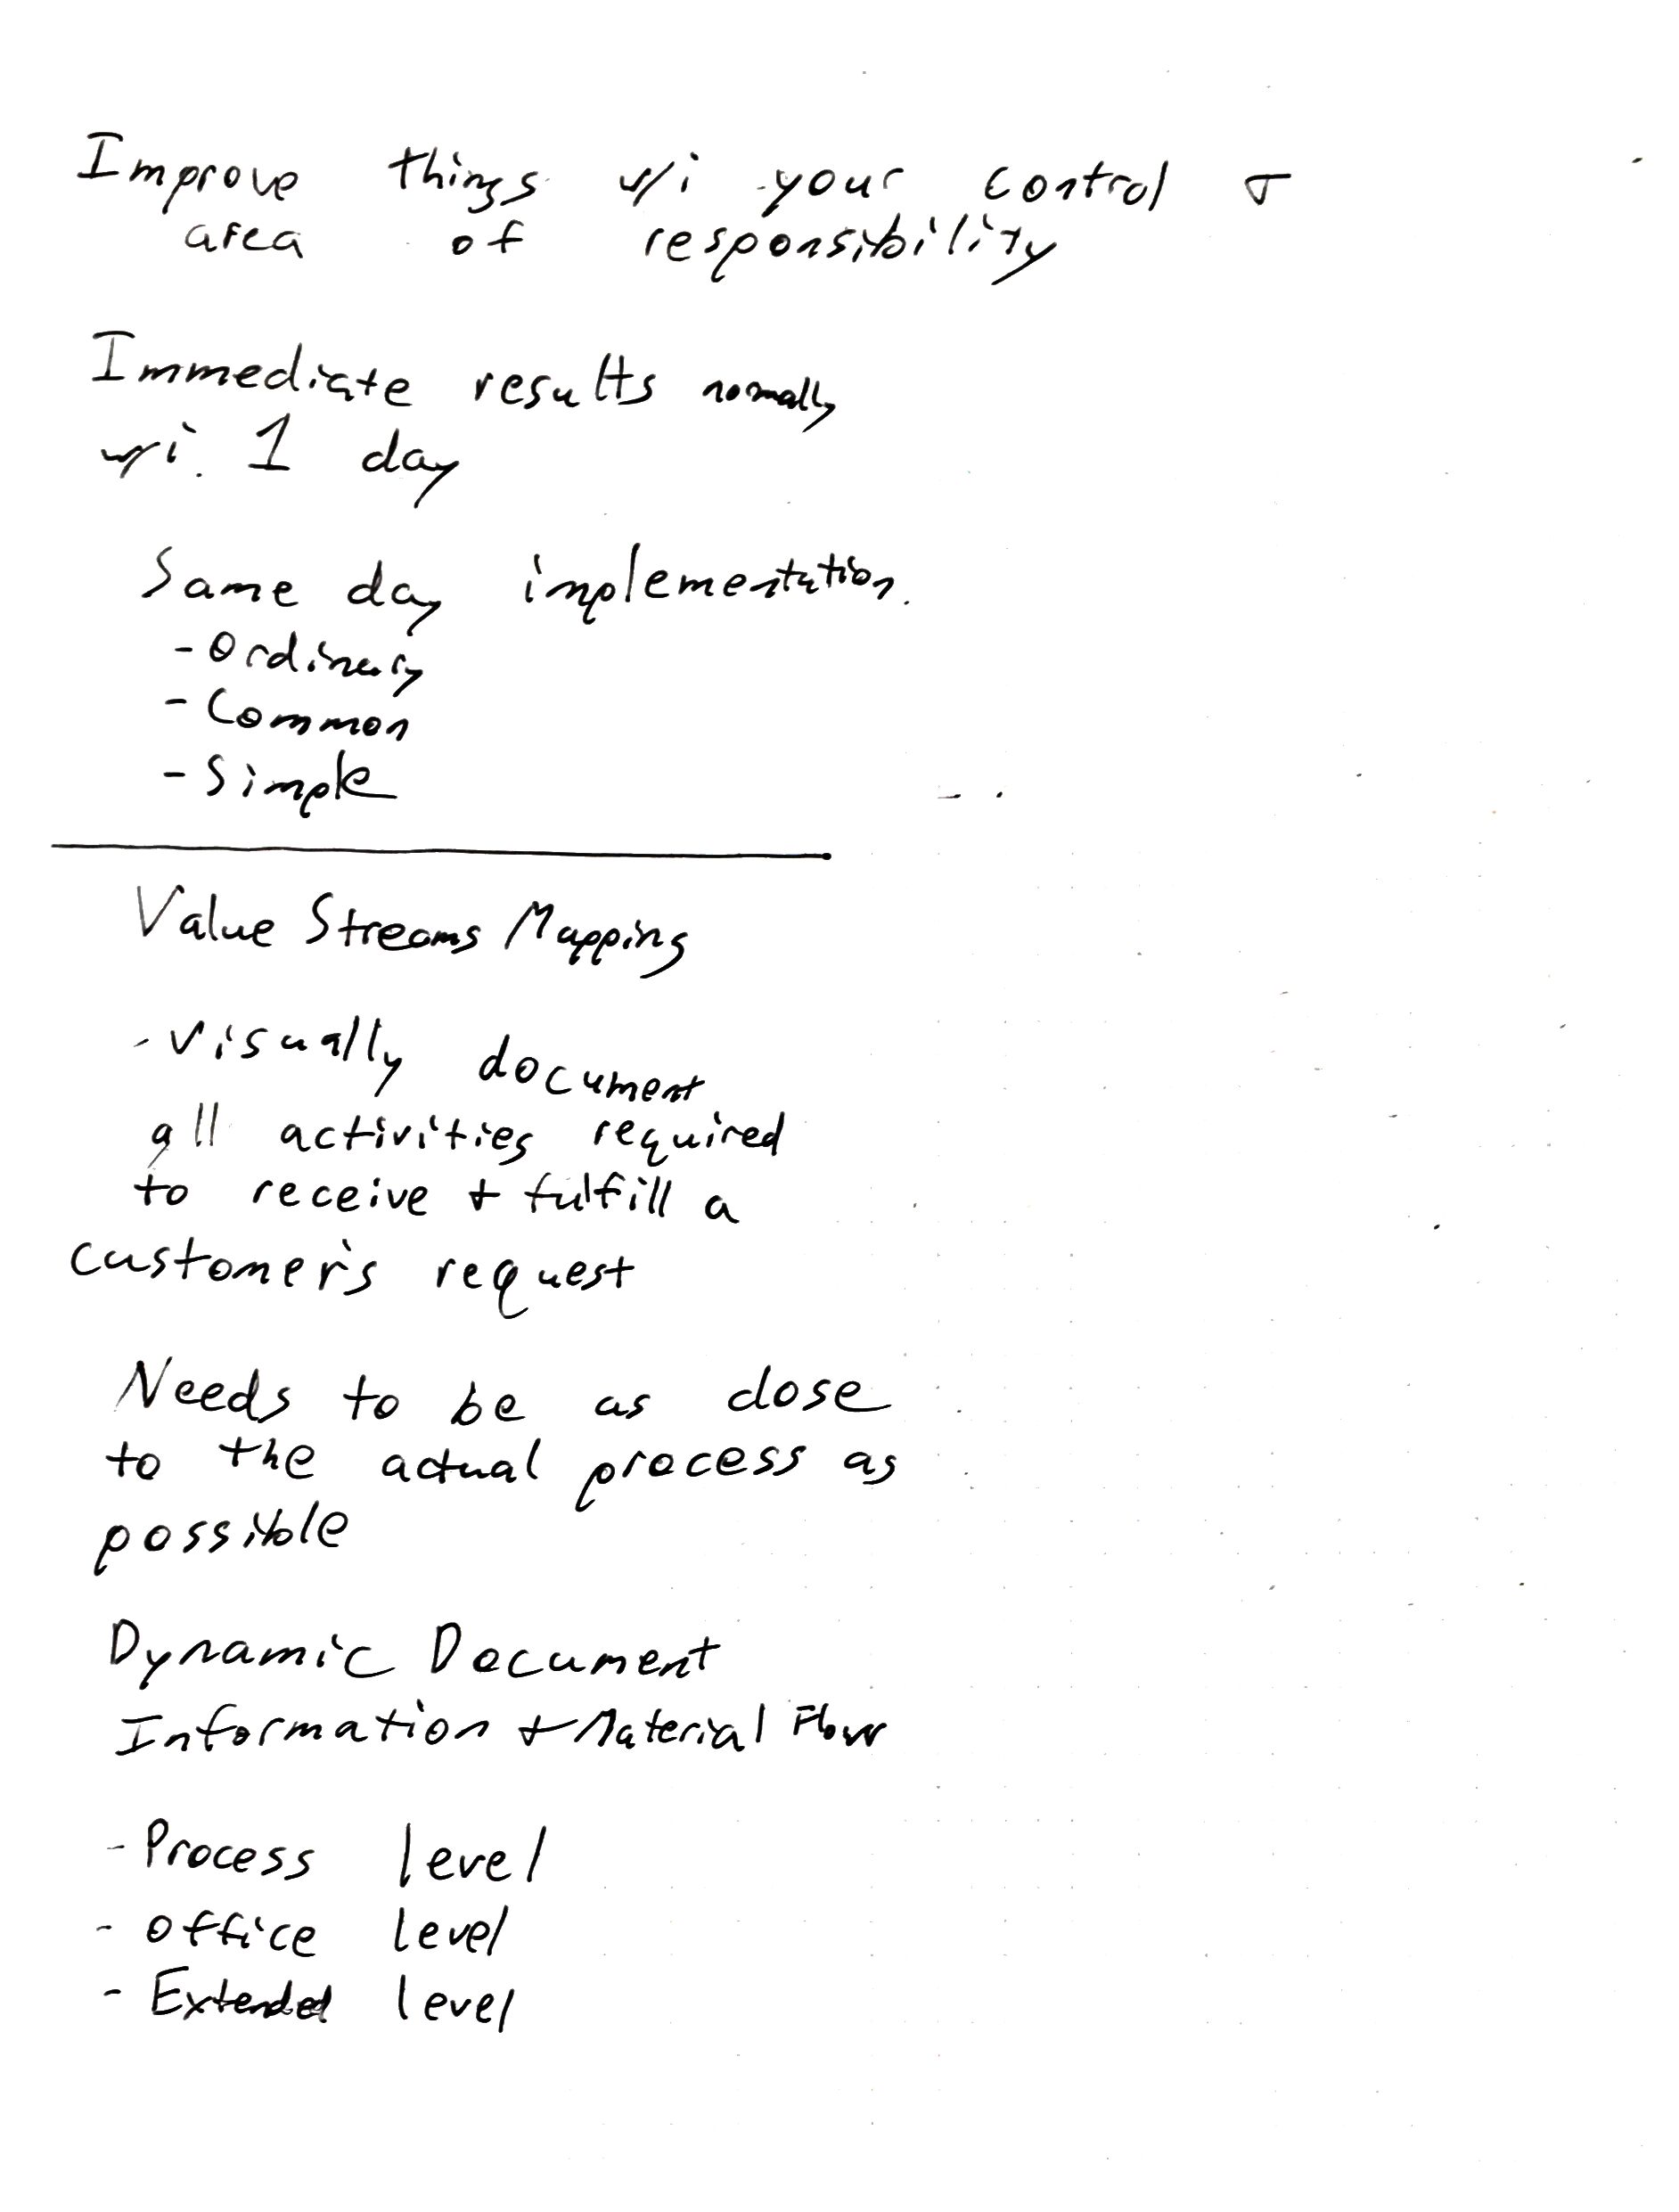 Improve things w/i your control +
area of responsibility
Immediate results normally
w/i 1 day
Same day implementation.
- Ordinary
- Common
- Simple
Value Streams Mapping
- Visually document
all activities required
to receive + fulfill a
customer's request
Needs to be as close
to the actual process as
possible
Dynamic Document
Information + Material Flow
- Process level
- Office level
- Extended level